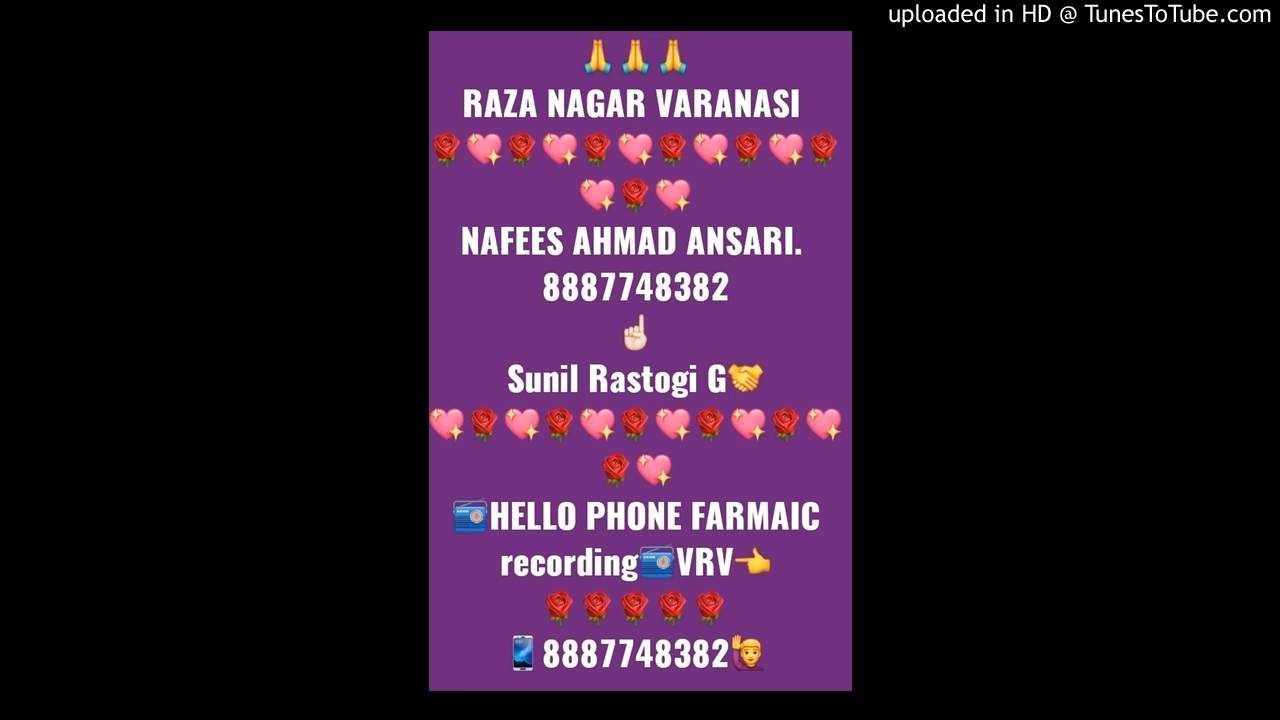 uploaded in HD @ TunesToTube.com
🙏🙏🙏
RAZA NAGAR VARANASI
🌹💖🌹💖🌹💖🌹💖🌹💖🌹
💖🌹💖
NAFEES AHMAD ANSARI.
8887748382
☝🏻
Sunil Rastogi G🤝
💖🌹💖🌹💖🌹💖🌹💖🌹💖
🌹💖
📻HELLO PHONE FARMAIC
recording📻VRV👈
🌹🌹🌹🌹🌹
📱8887748382🙋‍♂️